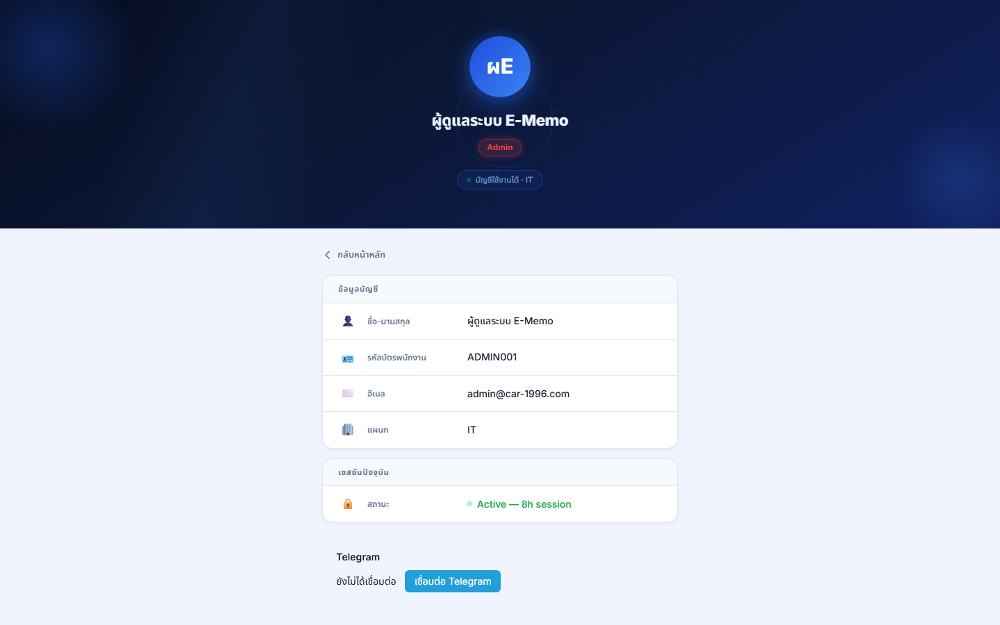 ผE
ผู้ดูแลระบบ E-Memo
Admin
บัญชีใช้งานได้ · IT
กลับหน้าหลัก
ข้อมูลบัญชี
ชื่อ-นามสกุล ผู้ดูแลระบบ E-Memo
รหัสบัตรพนักงาน ADMIN001
อีเมล admin@car-1996.com
แผนก IT
เซสชันปัจจุบัน
สถานะ Active — 8h session
Telegram
ยังไม่ได้เชื่อมต่อ เชื่อมต่อ Telegram